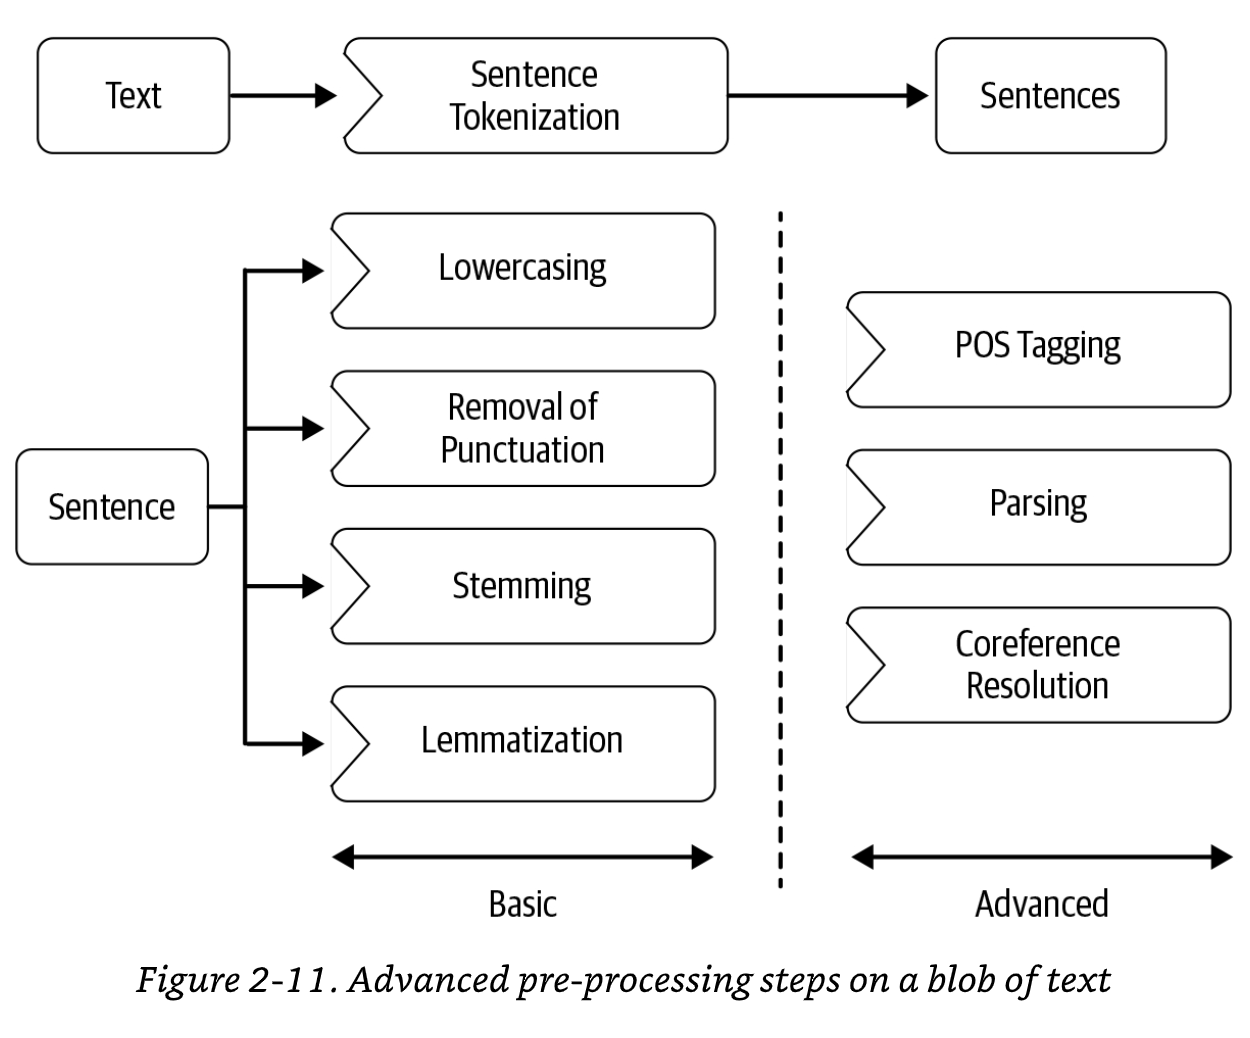 Text
Sentence
Tokenization
Sentences
Sentence
Lowercasing
Removal of
Punctuation
Stemming
Lemmatization
Basic
POS Tagging
Parsing
Coreference
Resolution
Advanced
Figure 2-11. Advanced pre-processing steps on a blob of text